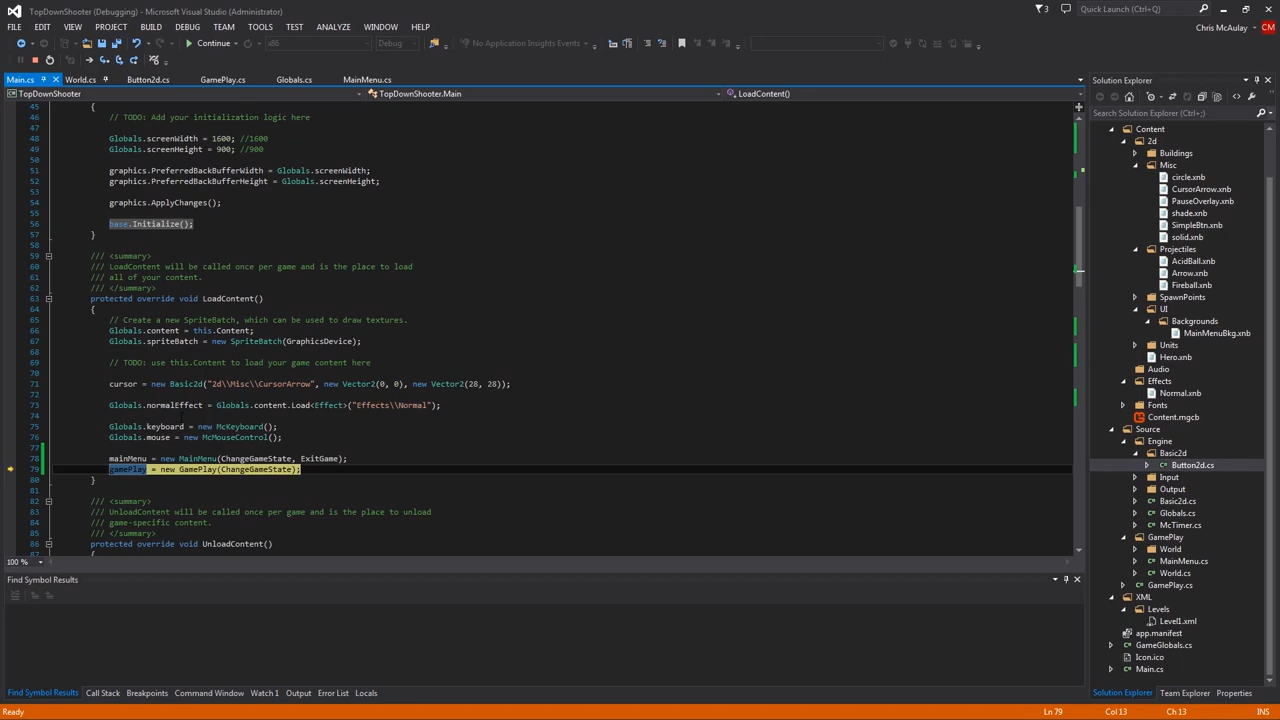 TopDownShooter (Debugging) - Microsoft Visual Studio (Administrator)
3
Quick Launch (Ctrl+;)
FILE EDIT VIEW PROJECT BUILD DEBUG TEAM TOOLS TEST ANALYZE WINDOW HELP
Chris McAulay CM
Continue x86 Debug No Application Insights Events
Main.cs World.cs Button2d.cs GamePlay.cs Globals.cs MainMenu.cs
TopDownShooter TopDownShooter.Main LoadContent()
45 {
46 // TODO: Add your initialization logic here
47
48 Globals.screenWidth = 1600; //1600
49 Globals.screenHeight = 900; //900
50
51 graphics.PreferredBackBufferWidth = Globals.screenWidth;
52 graphics.PreferredBackBufferHeight = Globals.screenHeight;
53
54 graphics.ApplyChanges();
55
56 base.Initialize();
57 }
58
59 /// <summary>
60 /// LoadContent will be called once per game and is the place to load
61 /// all of your content.
62 /// </summary>
63 protected override void LoadContent()
64 {
65 // Create a new SpriteBatch, which can be used to draw textures.
66 Globals.content = this.Content;
67 Globals.spriteBatch = new SpriteBatch(GraphicsDevice);
68
69 // TODO: use this.Content to load your game content here
70
71 cursor = new Basic2d("2d\\Misc\\CursorArrow", new Vector2(0, 0), new Vector2(28, 28));
72
73 Globals.normalEffect = Globals.content.Load<Effect>("Effects\\Normal");
74
75 Globals.keyboard = new McKeyboard();
76 Globals.mouse = new McMouseControl();
77
78 mainMenu = new MainMenu(ChangeGameState, ExitGame);
79 gamePlay = new GamePlay(ChangeGameState);
80 }
81
82 /// <summary>
83 /// UnloadContent will be called once per game and is the place to unload
84 /// game-specific content.
85 /// </summary>
86 protected override void UnloadContent()
87 {
100 %
Find Symbol Results
Find Symbol Results Call Stack Breakpoints Command Window Watch 1 Output Error List Locals
Solution Explorer
Search Solution Explorer (Ctrl+;)
Content
2d
Buildings
Misc
circle.xnb
CursorArrow.xnb
PauseOverlay.xnb
shade.xnb
SimpleBtn.xnb
solid.xnb
Projectiles
AcidBall.xnb
Arrow.xnb
Fireball.xnb
SpawnPoints
UI
Backgrounds
MainMenuBkg.xnb
Units
Hero.xnb
Audio
Effects
Normal.xnb
Fonts
Content.mgcb
Source
Engine
Basic2d
Button2d.cs
Input
Output
Basic2d.cs
Globals.cs
McTimer.cs
GamePlay
World
MainMenu.cs
World.cs
GamePlay.cs
XML
Levels
Level1.xml
app.manifest
GameGlobals.cs
Icon.ico
Main.cs
Solution Explorer Team Explorer Properties
Ready Ln 79 Col 13 Ch 13 INS